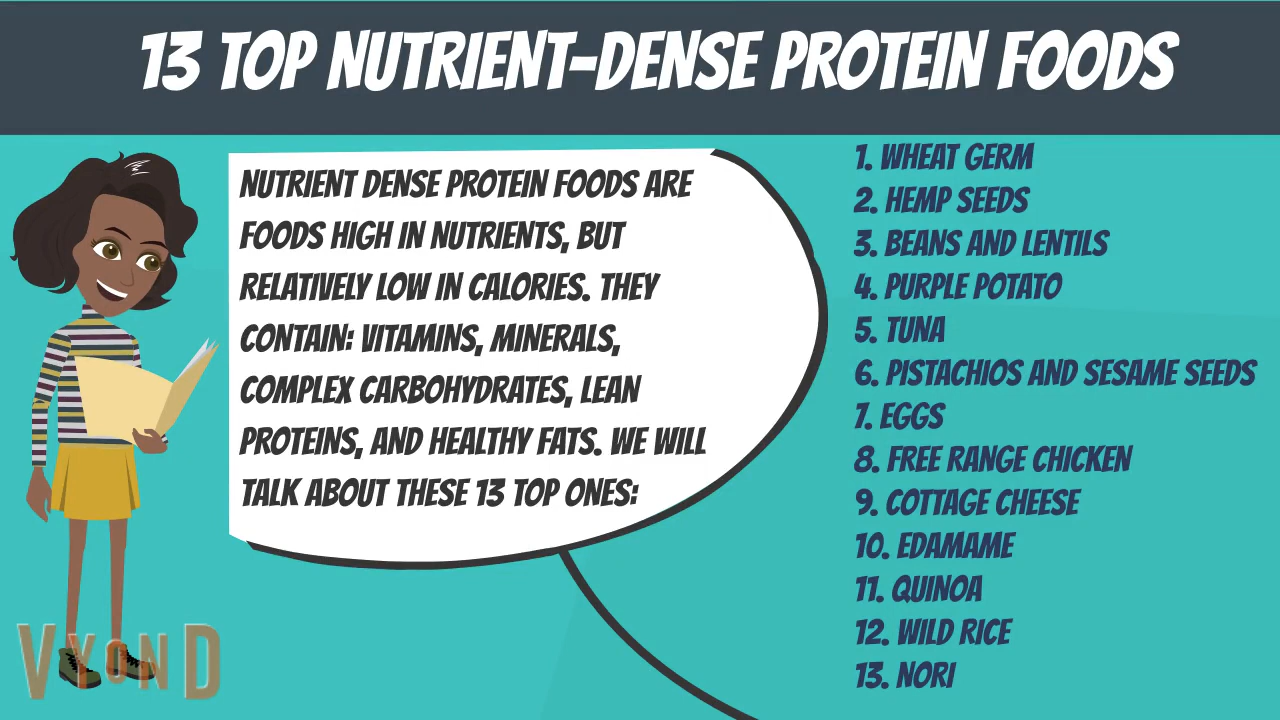 13 TOP NUTRIENT-DENSE PROTEIN FOODS
NUTRIENT DENSE PROTEIN FOODS ARE
FOODS HIGH IN NUTRIENTS, BUT
RELATIVELY LOW IN CALORIES. THEY
CONTAIN: VITAMINS, MINERALS,
COMPLEX CARBOHYDRATES, LEAN
PROTEINS, AND HEALTHY FATS. WE WILL
TALK ABOUT THESE 13 TOP ONES:
1. WHEAT GERM
2. HEMP SEEDS
3. BEANS AND LENTILS
4. PURPLE POTATO
5. TUNA
6. PISTACHIOS AND SESAME SEEDS
7. EGGS
8. FREE RANGE CHICKEN
9. COTTAGE CHEESE
10. EDAMAME
11. QUINOA
12. WILD RICE
13. NORI
VYOND